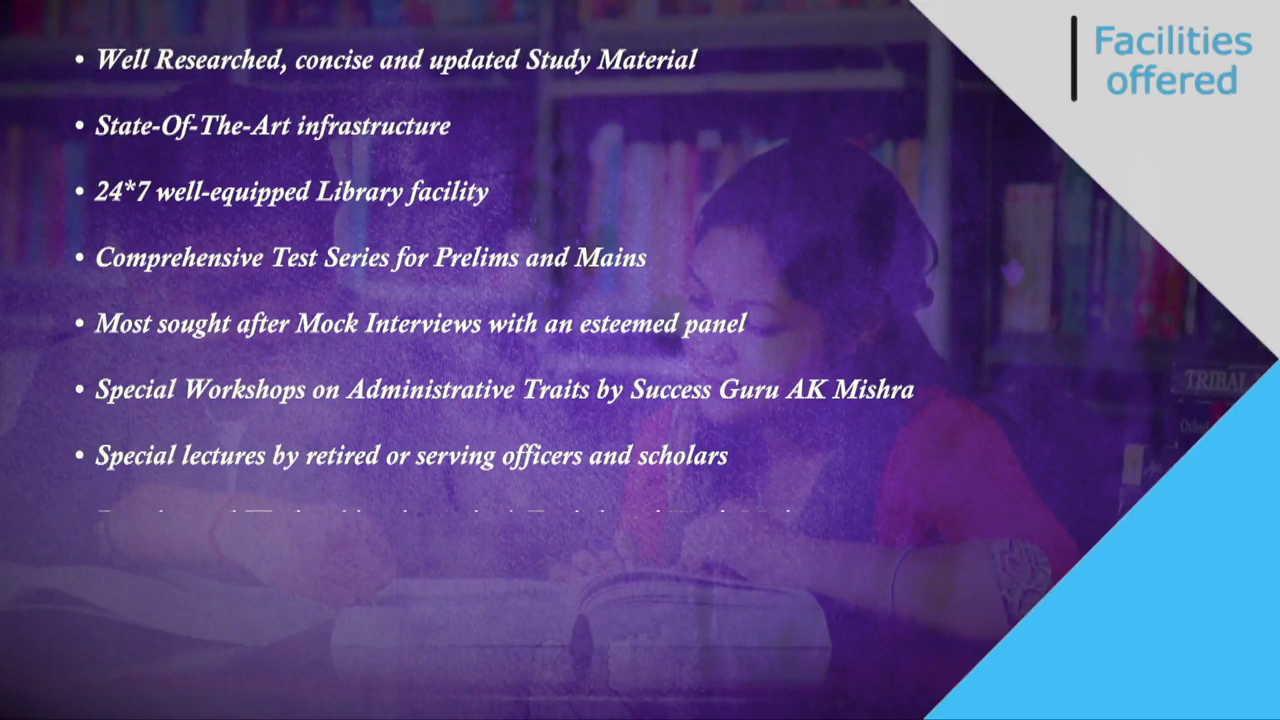 Facilities
offered
• Well Researched, concise and updated Study Material
• State-Of-The-Art infrastructure
• 24*7 well-equipped Library facility
• Comprehensive Test Series for Prelims and Mains
• Most sought after Mock Interviews with an esteemed panel
• Special Workshops on Administrative Traits by Success Guru AK Mishra
• Special lectures by retired or serving officers and scholars
TRIBAL